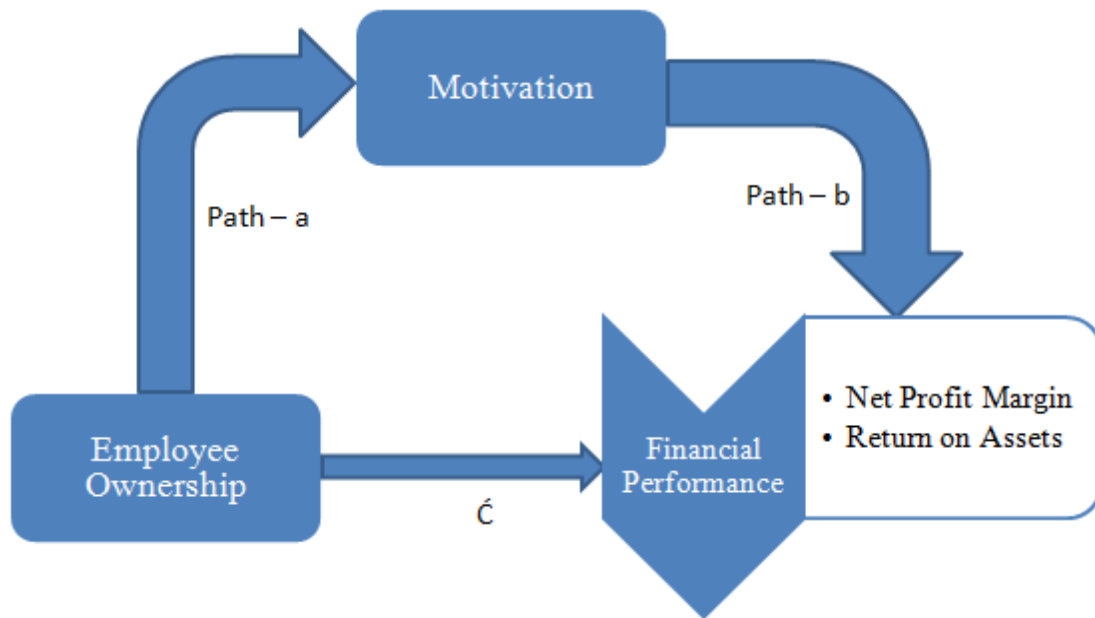 Motivation
Path – a
Path – b
Employee
Ownership
Ć
Financial
Performance
• Net Profit Margin
• Return on Assets